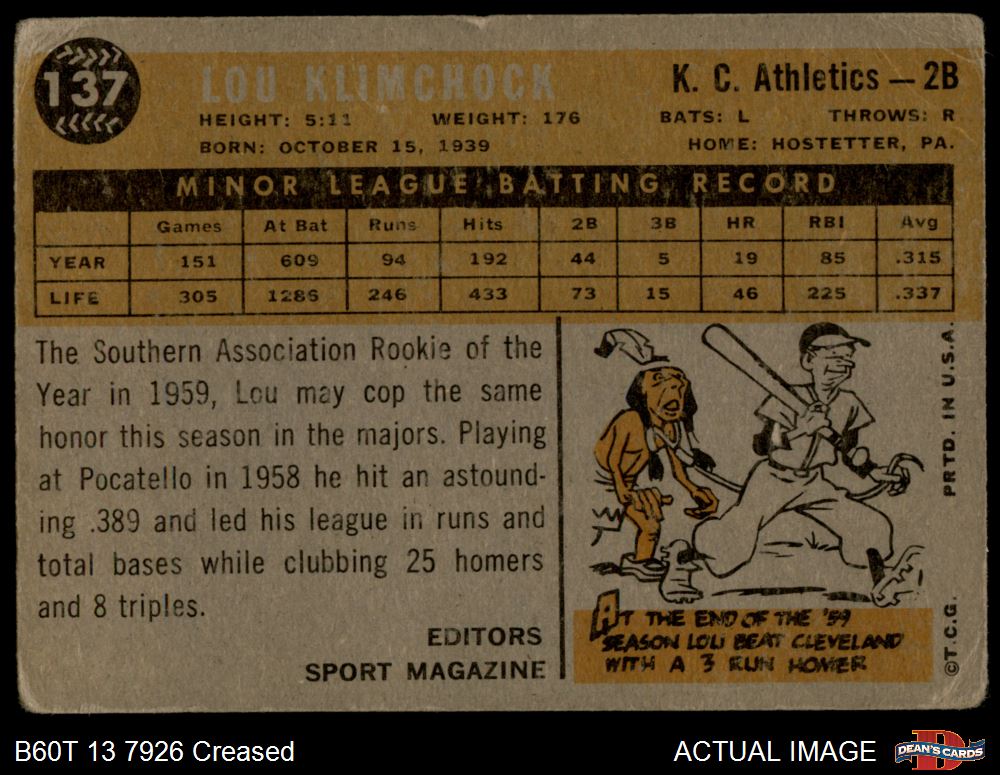 137
LOU KLIMCHOCK
K. C. Athletics — 2B
HEIGHT: 5:11 WEIGHT: 176 BATS: L THROWS: R
BORN: OCTOBER 15, 1939 HOME: HOSTETTER, PA.
MINOR LEAGUE BATTING RECORD
Games At Bat Runs Hits 2B 3B HR RBI Avg
YEAR 151 609 94 192 44 5 19 85 .315
LIFE 305 1286 246 433 73 15 46 225 .337
The Southern Association Rookie of the
Year in 1959, Lou may cop the same
honor this season in the majors. Playing
at Pocatello in 1958 he hit an astound-
ing .389 and led his league in runs and
total bases while clubbing 25 homers
and 8 triples.
EDITORS
SPORT MAGAZINE
AT THE END OF THE '59
SEASON LOU BEAT CLEVELAND
WITH A 3 RUN HOMER
©T.C.G. PRTD. IN U.S.A.
B60T 13 7926 Creased
ACTUAL IMAGE
DEAN'S CARDS